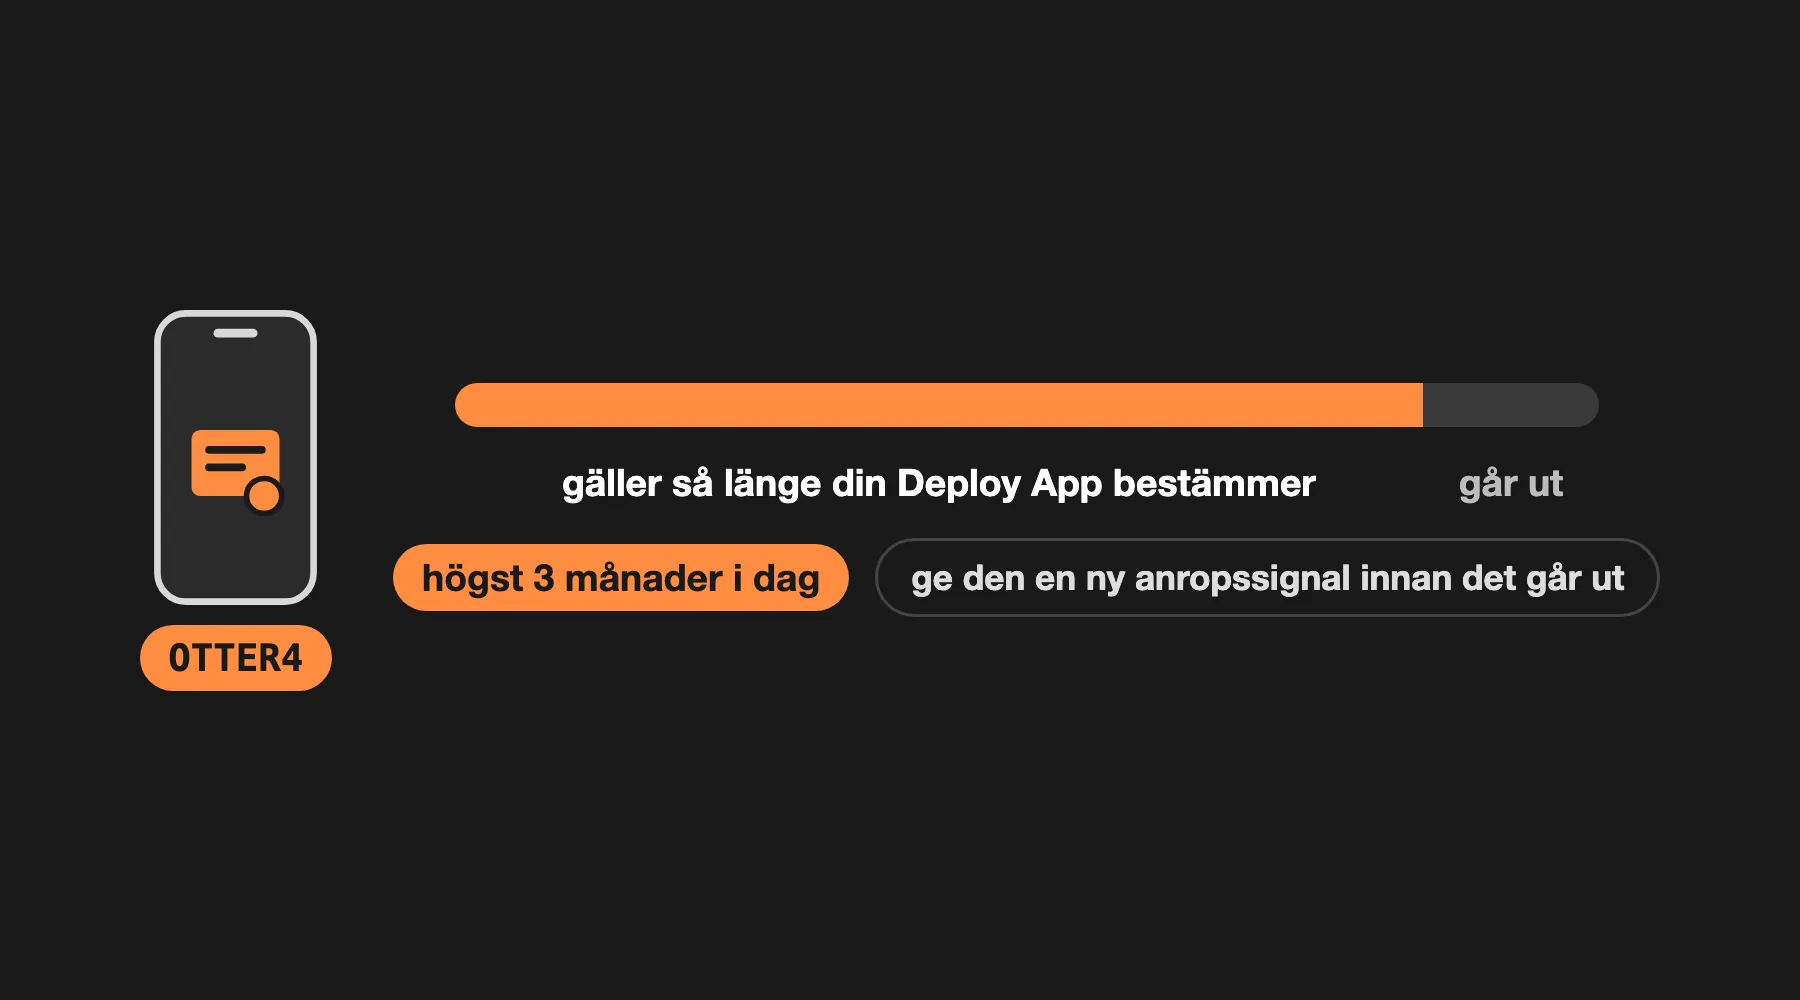 gäller så länge din Deploy App bestämmer
går ut
högst 3 månader i dag
ge den en ny anropssignal innan det går ut
0TTER4